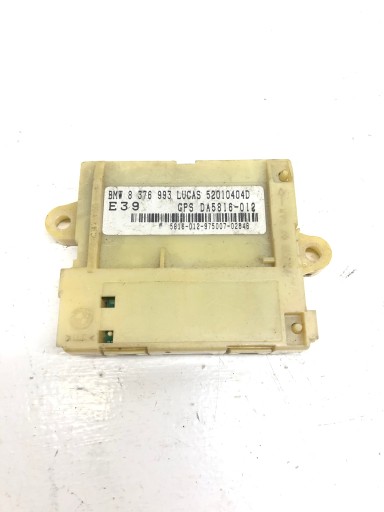 BMW 8 376 993 LUCAS 52010404D
E39 GPS DA5816-012
5816-012-975007-02848